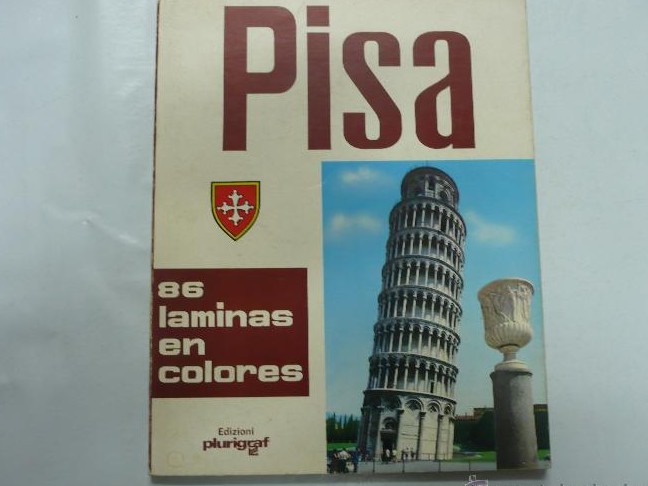 Pisa
86
laminas
en
colores
Edizioni
plurigraf